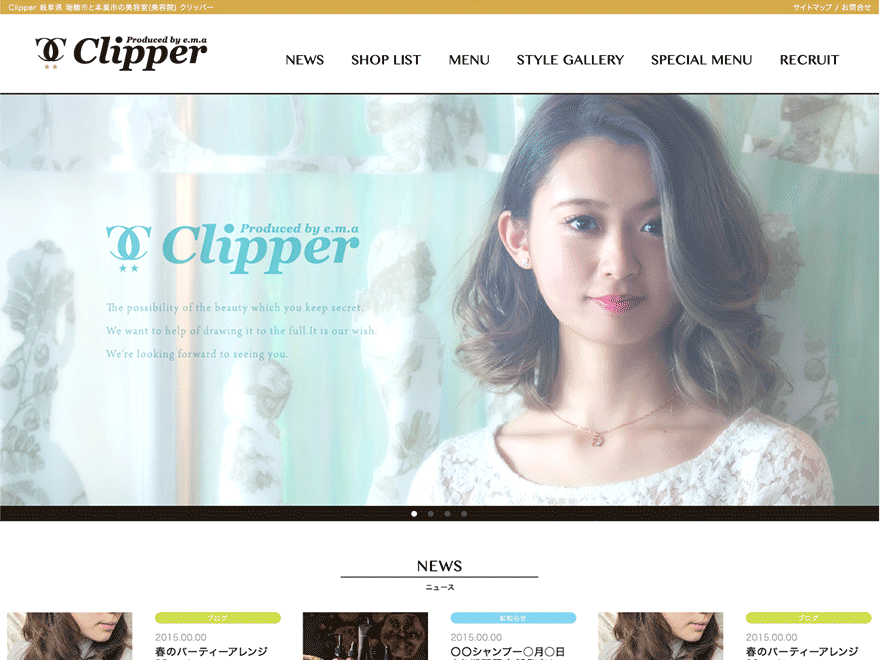 Clipper 岐阜県 瑞穂市と本巣市の美容室(美容院) クリッパー
サイトマップ / お問合せ
Produced by e.m.a
Clipper
NEWS SHOP LIST MENU STYLE GALLERY SPECIAL MENU RECRUIT
Produced by e.m.a
Clipper
The possibility of the beauty which you keep secret.
We want to help of drawing it to the full.It is our wish.
We're looking forward to seeing you.
NEWS
ニュース
ブログ
2015.00.00
春のパーティーアレンジ
お知らせ
2015.00.00
〇〇シャンプー〇月〇日
ブログ
2015.00.00
春のパーティーアレンジ